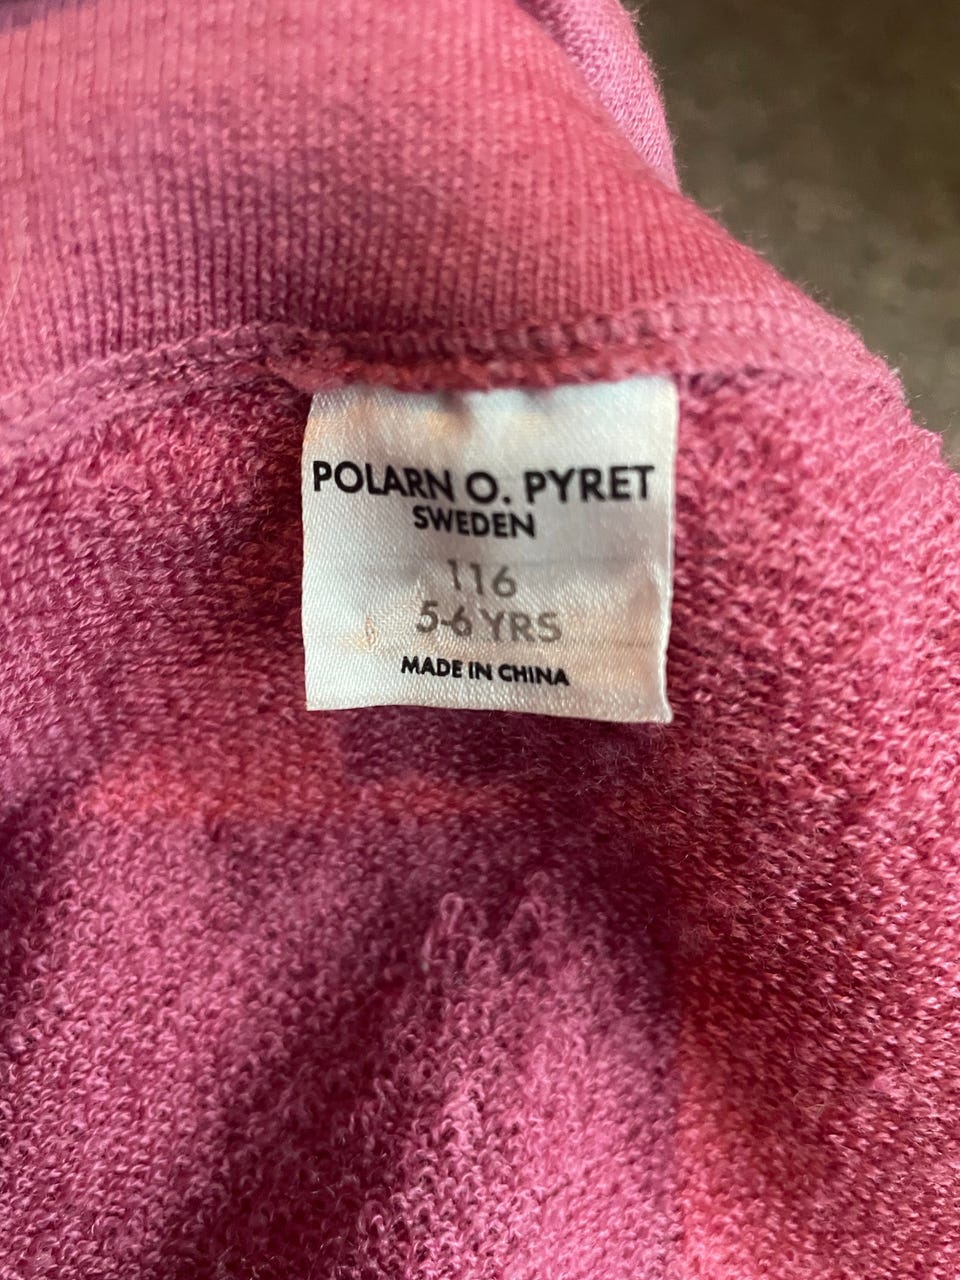 POLARN O. PYRET
SWEDEN
116
5-6 YRS
MADE IN CHINA